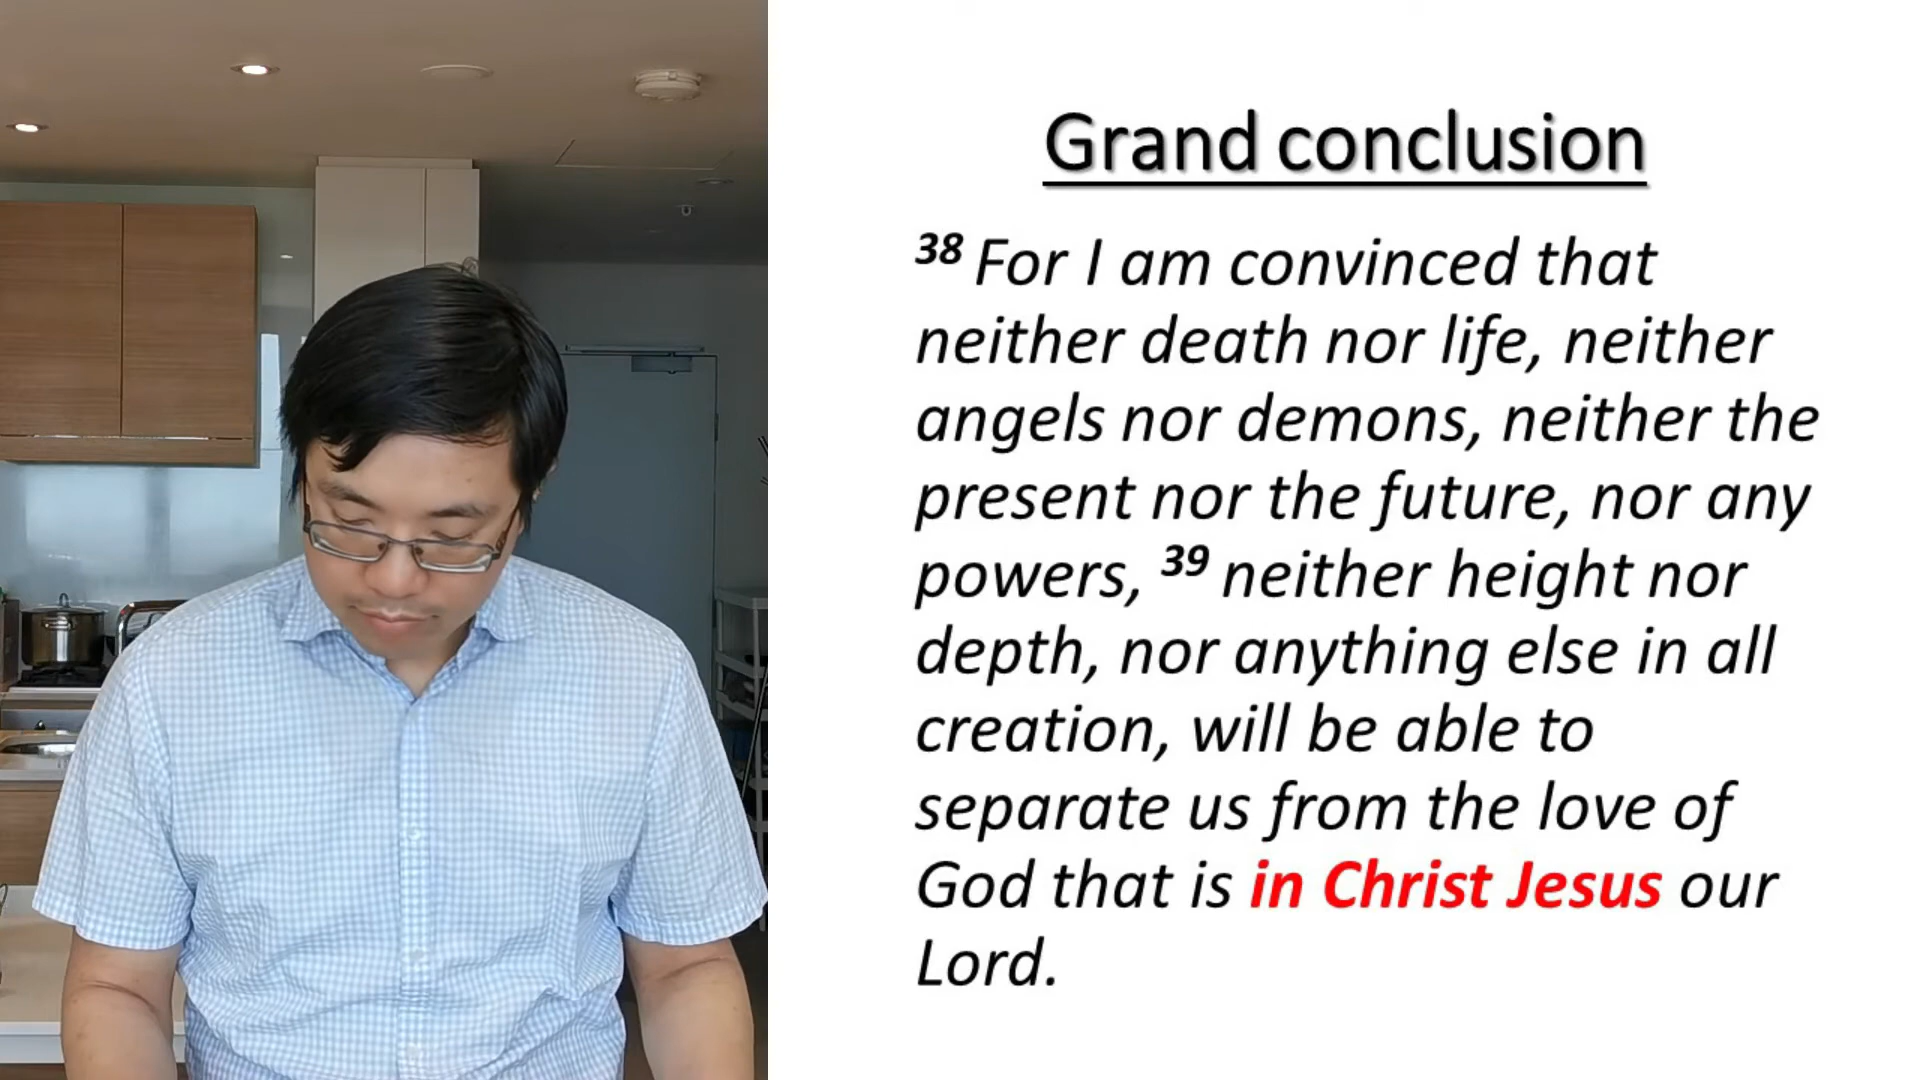 Grand conclusion
38 For I am convinced that
neither death nor life, neither
angels nor demons, neither the
present nor the future, nor any
powers, 39 neither height nor
depth, nor anything else in all
creation, will be able to
separate us from the love of
God that is in Christ Jesus our
Lord.